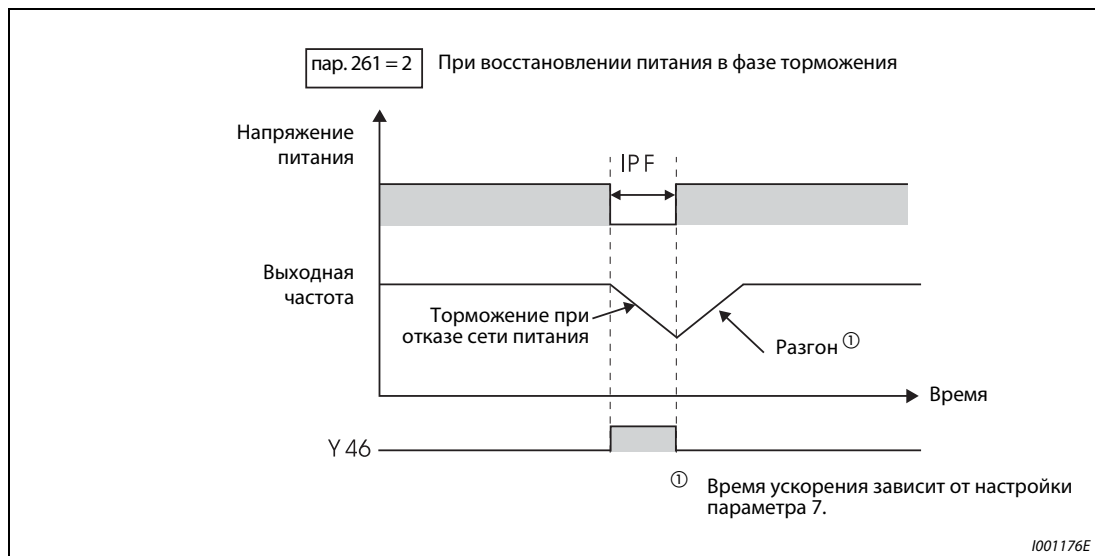 пар. 261 = 2 При восстановлении питания в фазе торможения
Напряжение
питания
IPF
Выходная
частота
Торможение при
отказе сети питания
Разгон ①
Время
Y 46
① Время ускорения зависит от настройки
параметра 7.
I001176E